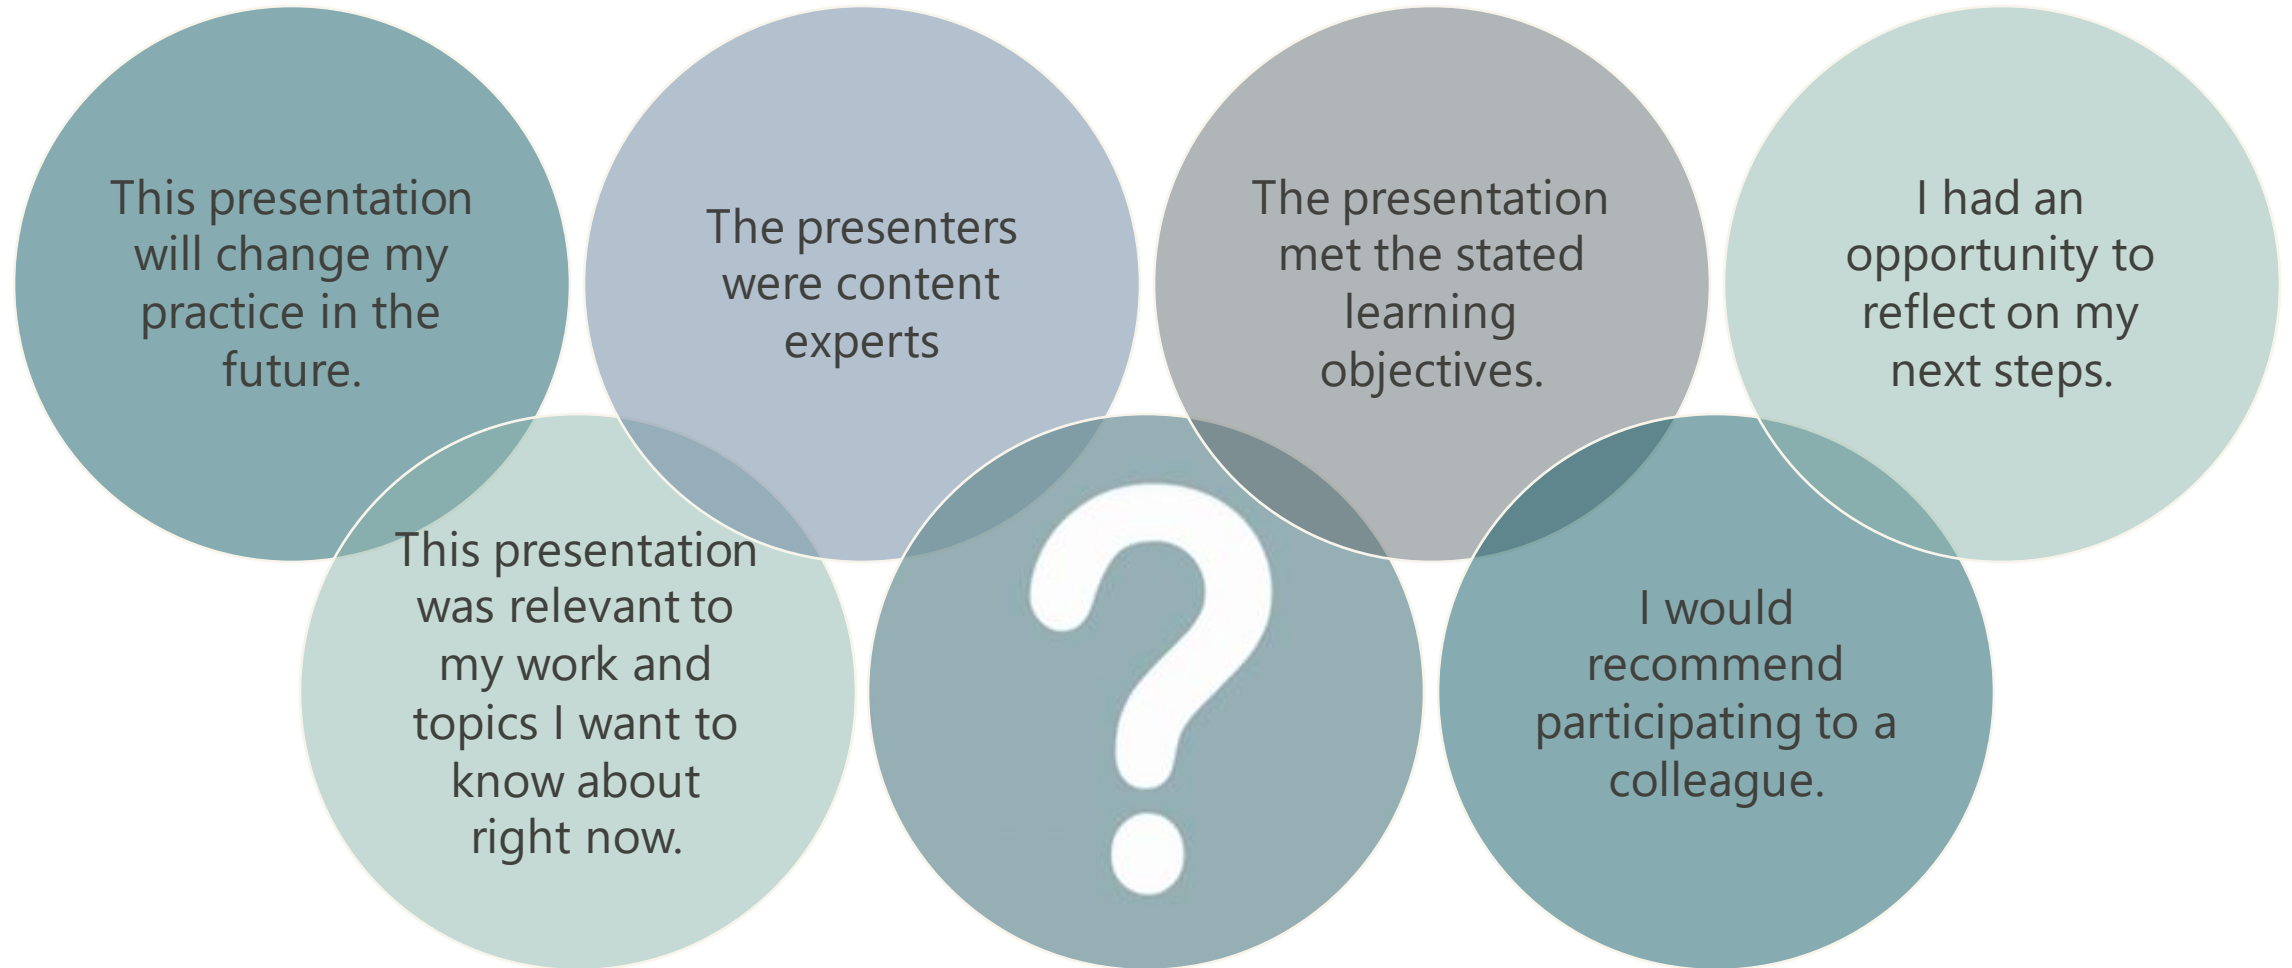 This presentation
will change my
practice in the
future.
The presenters
were content
experts
The presentation
met the stated
learning
objectives.
I had an
opportunity to
reflect on my
next steps.
This presentation
was relevant to
my work and
topics I want to
know about
right now.
?
I would
recommend
participating to a
colleague.